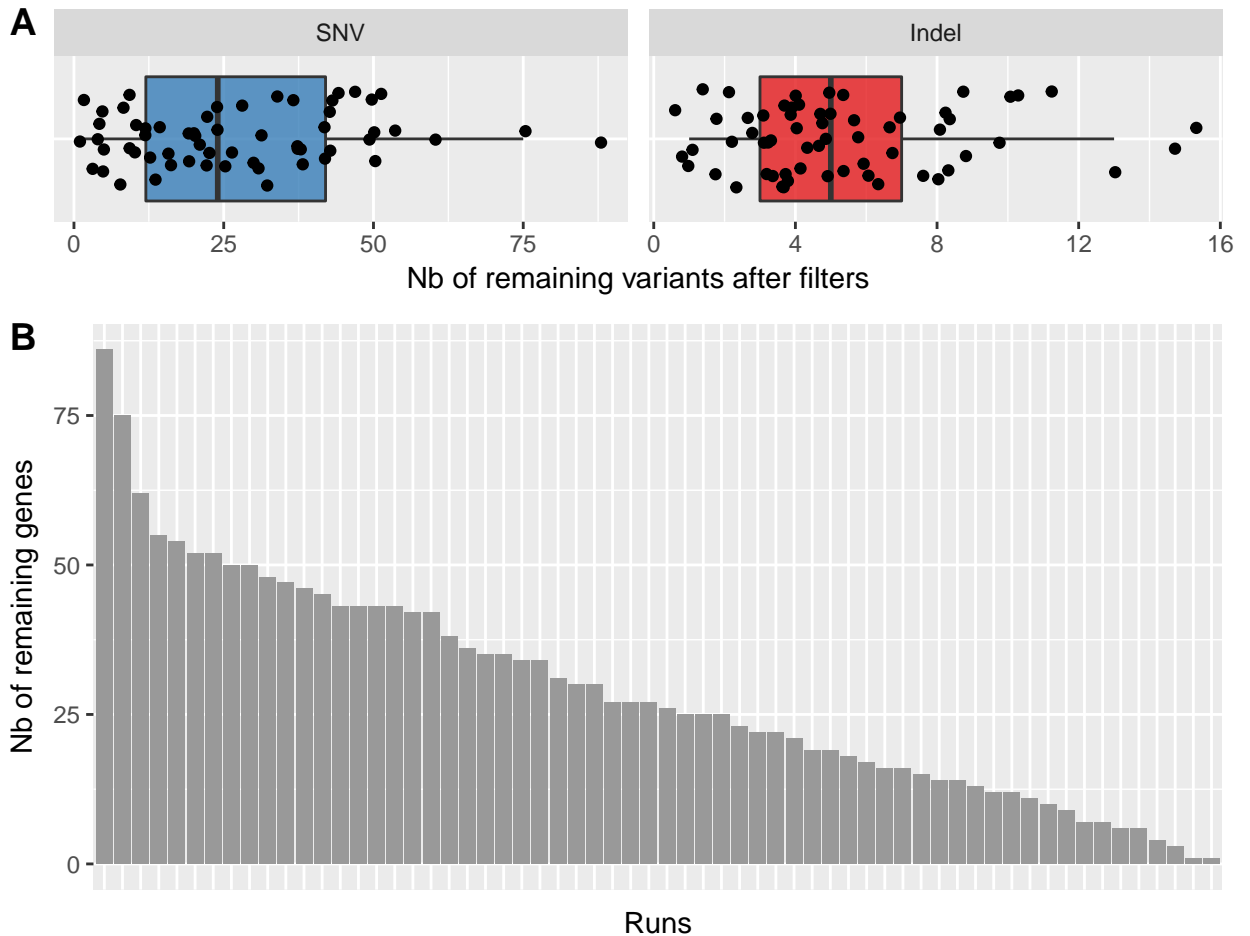 A
SNV
Indel
0 25 50 75
0 4 8 12 16
Nb of remaining variants after filters
B
Nb of remaining genes
75
50
25
0
Runs